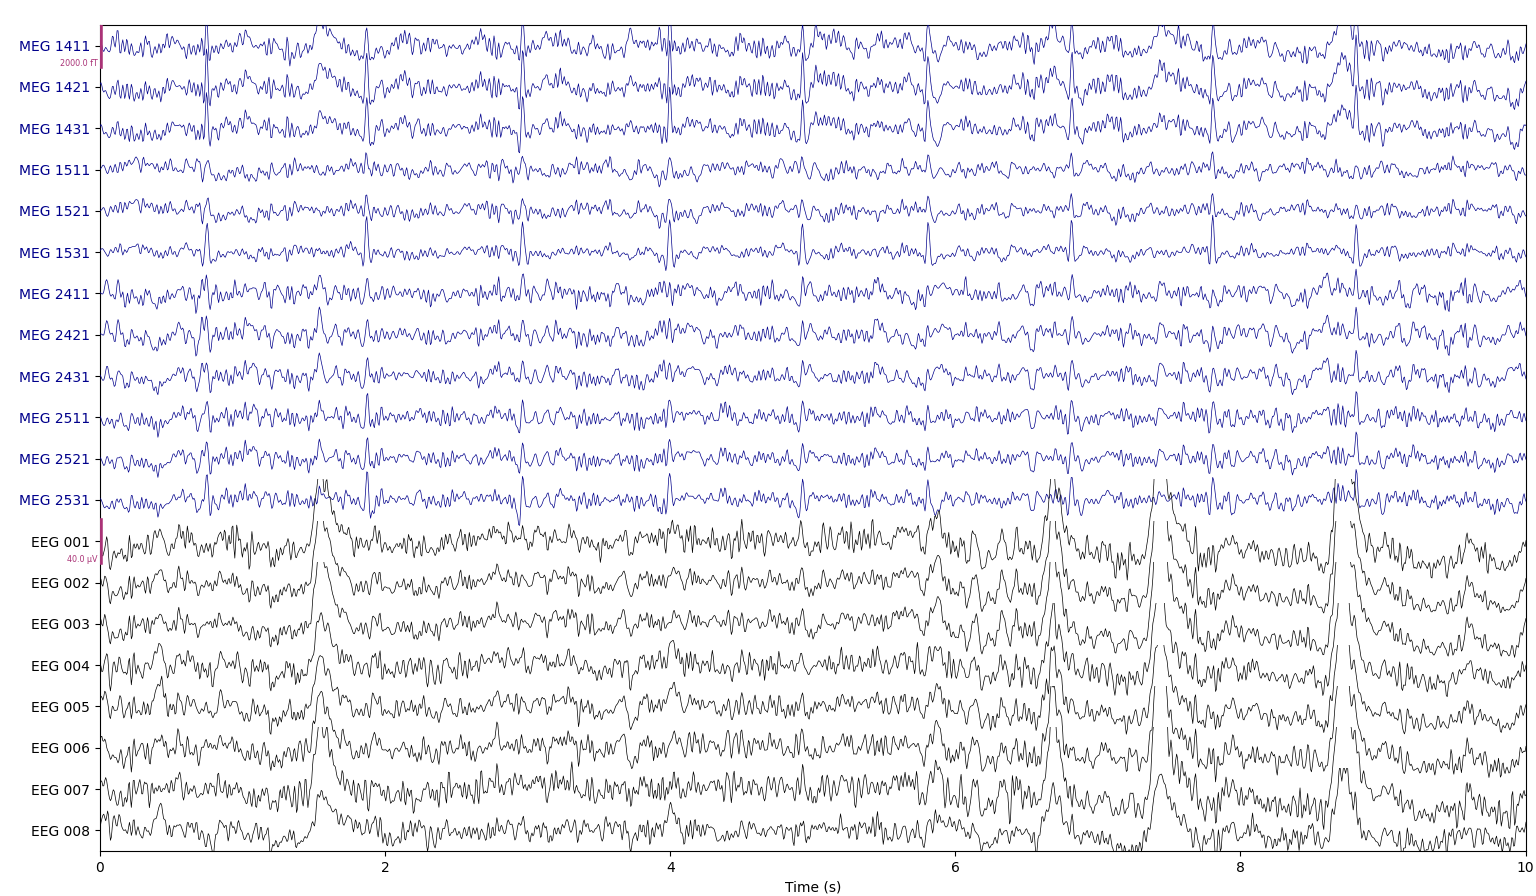 MEG 1411
2000.0 fT
MEG 1421
MEG 1431
MEG 1511
MEG 1521
MEG 1531
MEG 2411
MEG 2421
MEG 2431
MEG 2511
MEG 2521
MEG 2531
EEG 001
40.0 µV
EEG 002
EEG 003
EEG 004
EEG 005
EEG 006
EEG 007
EEG 008
0 2 4 6 8 10
Time (s)